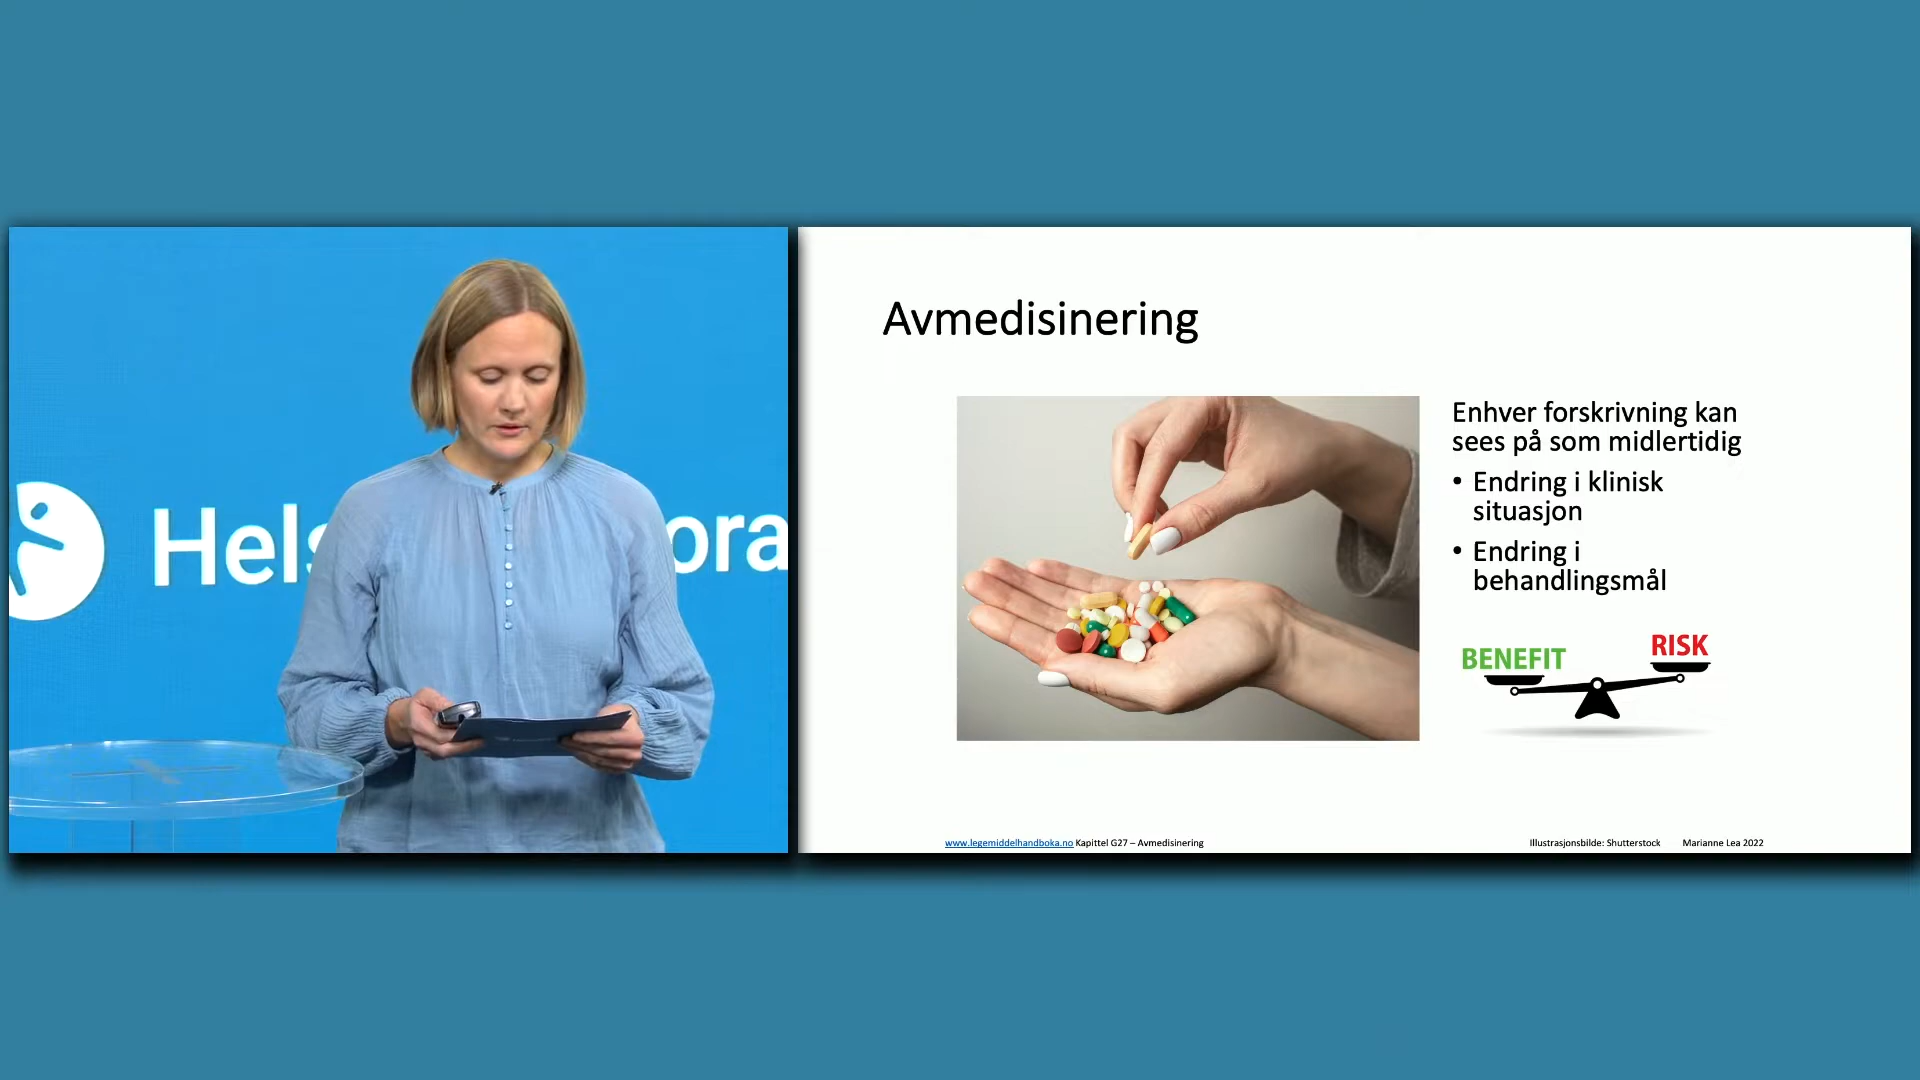 Hels
ora
Avmedisinering
Enhver forskrivning kan
sees på som midlertidig
• Endring i klinisk
situasjon
• Endring i
behandlingsmål
BENEFIT
RISK
www.legemiddelhandboka.no Kapittel G27 – Avmedisinering
Illustrasjonsbilde: Shutterstock Marianne Lea 2022